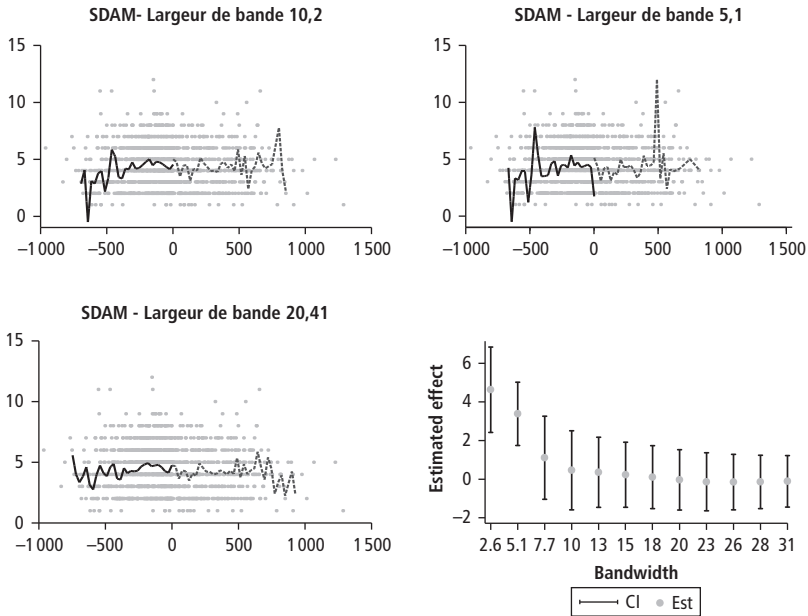 SDAM- Largeur de bande 10,2
15
10
5
0
–1 000 –500 0 500 1 000 1 500
SDAM - Largeur de bande 5,1
15
10
5
0
–1 000 –500 0 500 1 000 1 500
SDAM - Largeur de bande 20,41
15
10
5
0
–1 000 –500 0 500 1 000 1 500
Estimated effect
6
4
2
0
–2
2.6 5.1 7.7 10 13 15 18 20 23 26 28 31
Bandwidth
CI Est